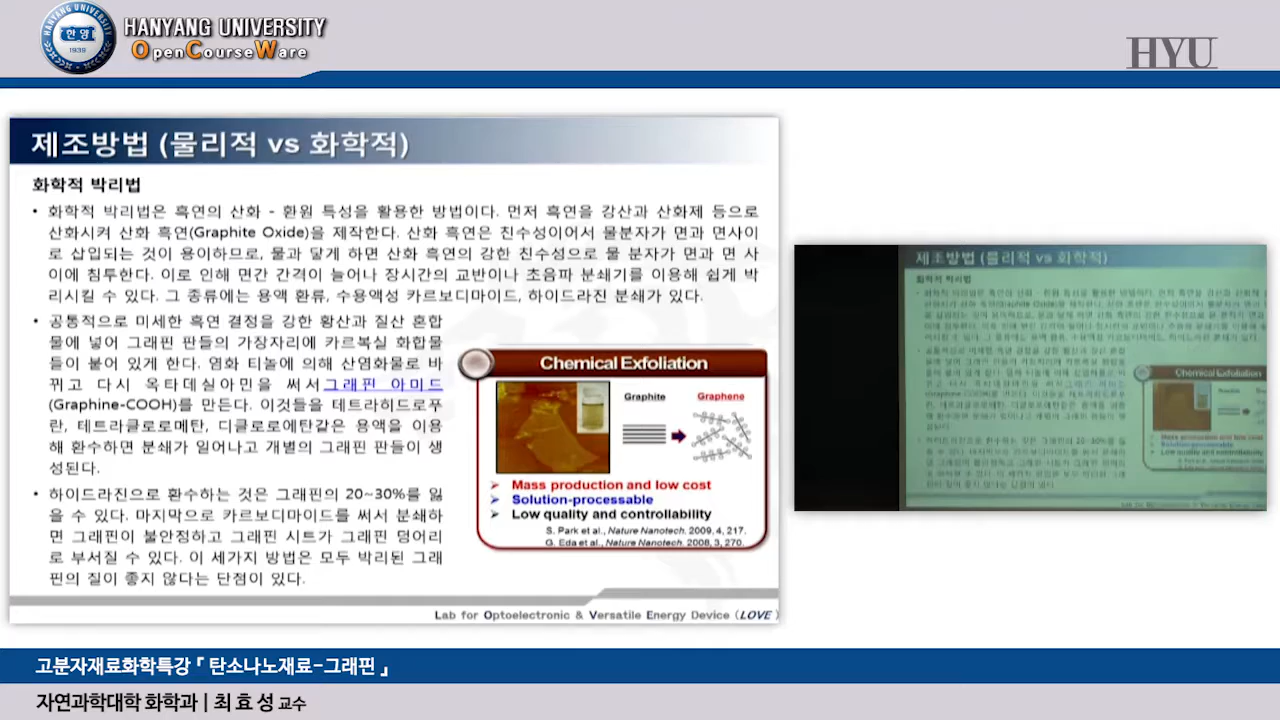 HANYANG UNIVERSITY
OpenCourseWare
HANYANG UNIVERSITY
한양
1939
HYU
제조방법 (물리적 vs 화학적)
화학적 박리법
• 화학적 박리법은 흑연의 산화 - 환원 특성을 활용한 방법이다. 먼저 흑연을 강산과 산화제 등으로
산화시켜 산화 흑연(Graphite Oxide)을 제작한다. 산화 흑연은 친수성이어서 물분자가 면과 면사이
로 삽입되는 것이 용이하므로, 물과 닿게 하면 산화 흑연의 강한 친수성으로 물 분자가 면과 면 사
이에 침투한다. 이로 인해 면간 간격이 늘어나 장시간의 교반이나 초음파 분쇄기를 이용해 쉽게 박
리시킬 수 있다. 그 종류에는 용액 환류, 수용액성 카르보디마이드, 하이드라진 분쇄가 있다.
• 공통적으로 미세한 흑연 결정을 강한 황산과 질산 혼합
물에 넣어 그래핀 판들의 가장자리에 카르복실 화합물
들이 붙어 있게 한다. 염화 티놀에 의해 산염화물로 바
뀌고 다시 옥타데실아민을 써서 그래핀 아미드
(Graphine-COOH)를 만든다. 이것들을 테트라히드로푸
란, 테트라클로로메탄, 디클로로에탄같은 용액을 이용
해 환수하면 분쇄가 일어나고 개별의 그래핀 판들이 생
성된다.
• 하이드라진으로 환수하는 것은 그래핀의 20~30%를 잃
을 수 있다. 마지막으로 카르보디마이드를 써서 분쇄하
면 그래핀이 불안정하고 그래핀 시트가 그래핀 덩어리
로 부서질 수 있다. 이 세가지 방법은 모두 박리된 그래
핀의 질이 좋지 않다는 단점이 있다.
Chemical Exfoliation
Graphite
Graphene
➢ Mass production and low cost
➢ Solution-processable
➢ Low quality and controllability
S. Park et al., Nature Nanotech. 2009, 4, 217.
G. Eda et al., Nature Nanotech. 2008, 3, 270.
Lab for Optoelectronic & Versatile Energy Device (LOVE)
제조방법 (물리적 vs 화학적)
화학적 박리법
Chemical Exfoliation
고분자재료화학특강『 탄소나노재료-그래핀 』
자연과학대학 화학과 | 최 효 성 교수